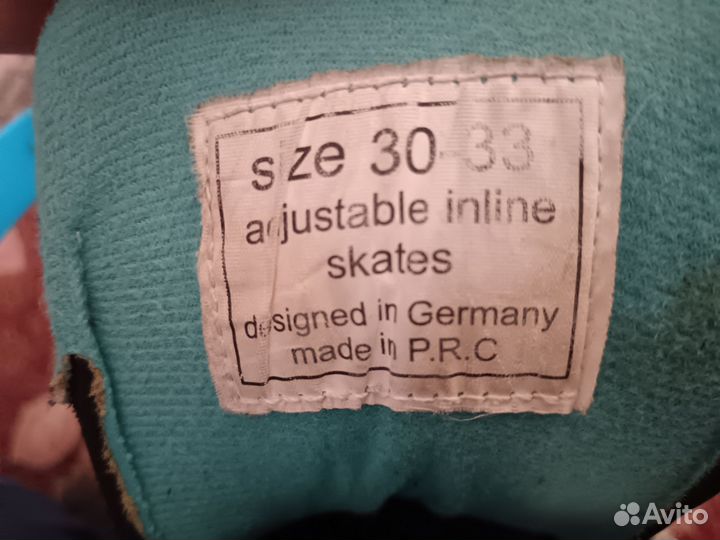 size 30-33
adjustable inline
skates
designed in Germany
made in P.R.C
Avito